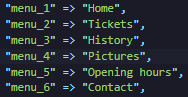 "menu_1" => "Home",
"menu_2" => "Tickets",
"menu_3" => "History",
"menu_4" => "Pictures",
"menu_5" => "Opening hours",
"menu_6" => "Contact",